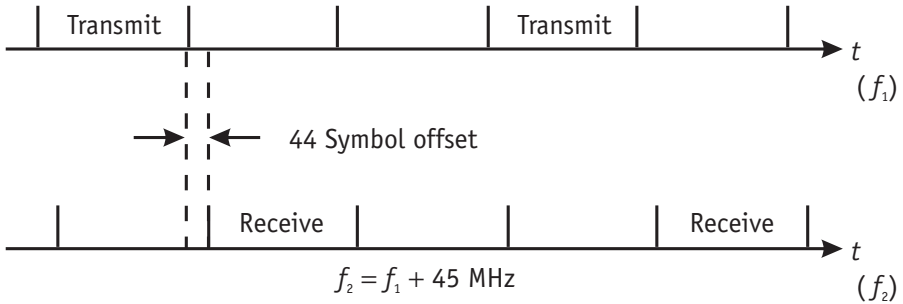 Transmit Transmit
t
(f₁)
44 Symbol offset
Receive Receive
t
f₂ = f₁ + 45 MHz
(f₂)